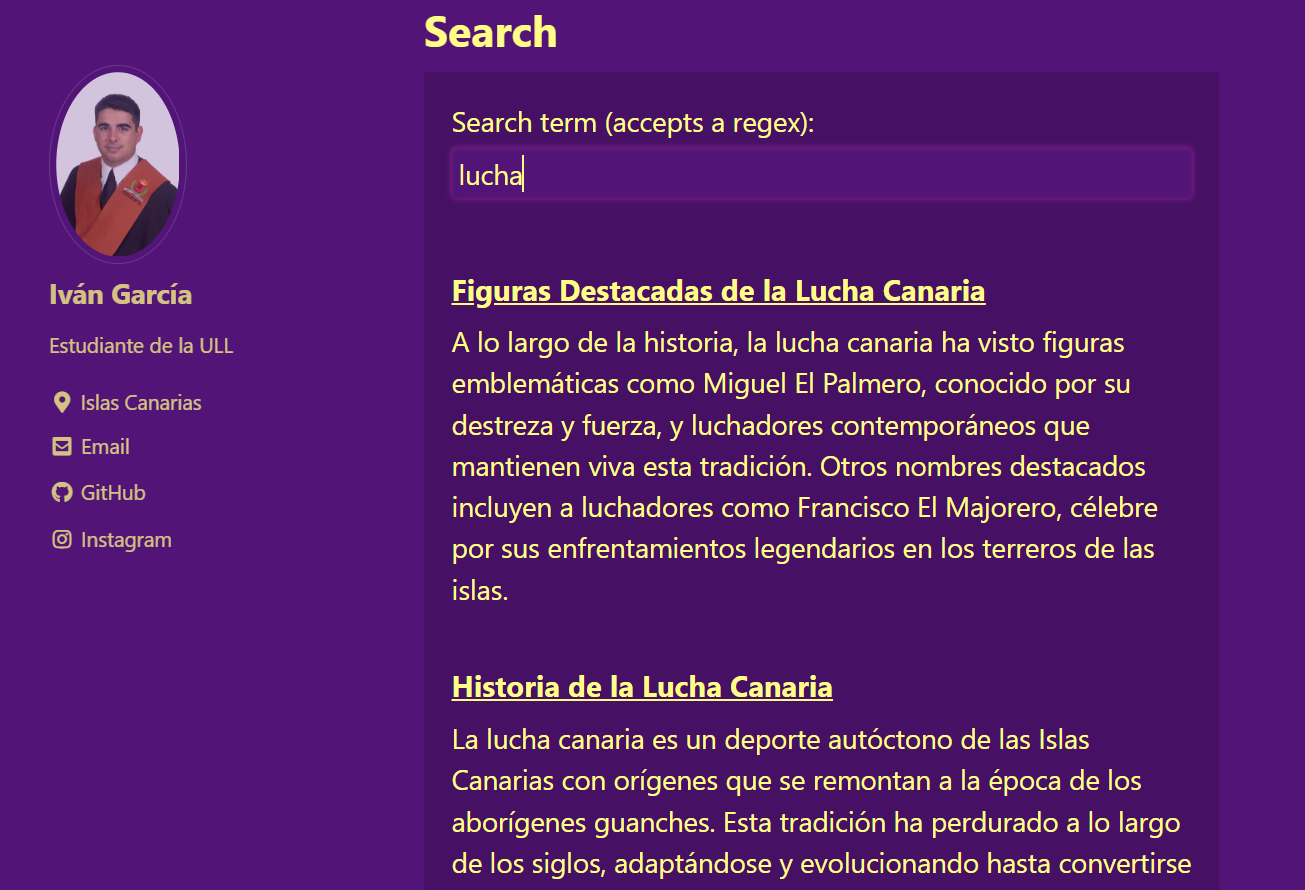 Search
Iván García
Estudiante de la ULL
Islas Canarias
Email
GitHub
Instagram
Search term (accepts a regex):
lucha
Figuras Destacadas de la Lucha Canaria
A lo largo de la historia, la lucha canaria ha visto figuras
emblemáticas como Miguel El Palmero, conocido por su
destreza y fuerza, y luchadores contemporáneos que
mantienen viva esta tradición. Otros nombres destacados
incluyen a luchadores como Francisco El Majorero, célebre
por sus enfrentamientos legendarios en los terreros de las
islas.
Historia de la Lucha Canaria
La lucha canaria es un deporte autóctono de las Islas
Canarias con orígenes que se remontan a la época de los
aborígenes guanches. Esta tradición ha perdurado a lo largo
de los siglos, adaptándose y evolucionando hasta convertirse